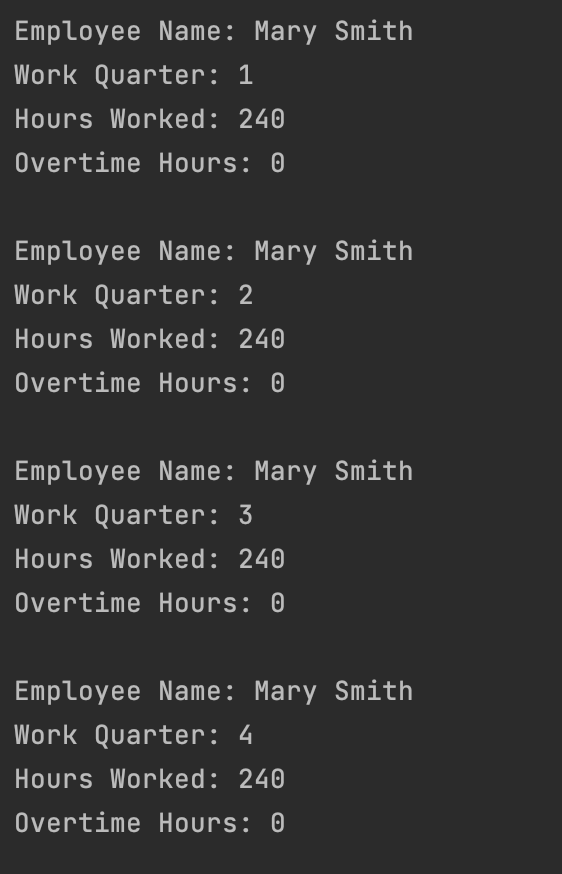 Employee Name: Mary Smith
Work Quarter: 1
Hours Worked: 240
Overtime Hours: 0

Employee Name: Mary Smith
Work Quarter: 2
Hours Worked: 240
Overtime Hours: 0

Employee Name: Mary Smith
Work Quarter: 3
Hours Worked: 240
Overtime Hours: 0

Employee Name: Mary Smith
Work Quarter: 4
Hours Worked: 240
Overtime Hours: 0